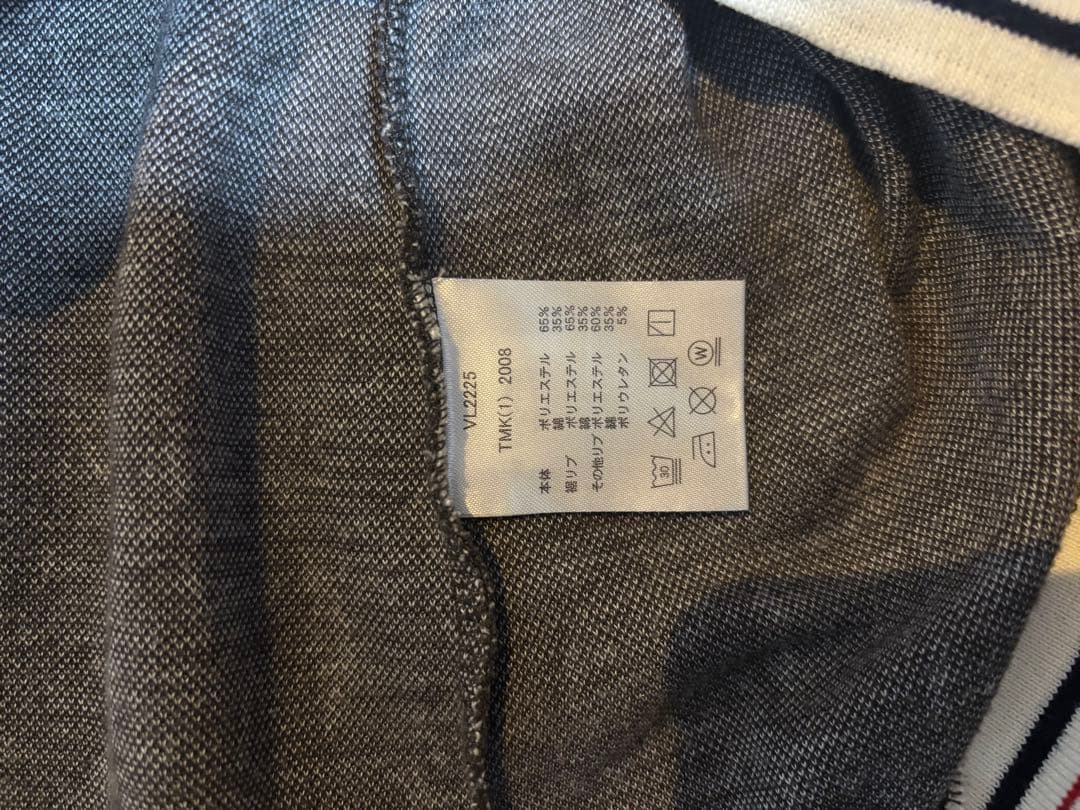 VL2225
TMK(1) 2008
本体 ポリエステル 65%
綿 35%
裾リブ ポリエステル 65%
綿 35%
その他リブ ポリエステル 60%
綿 35%
ポリウレタン 5%
30
W